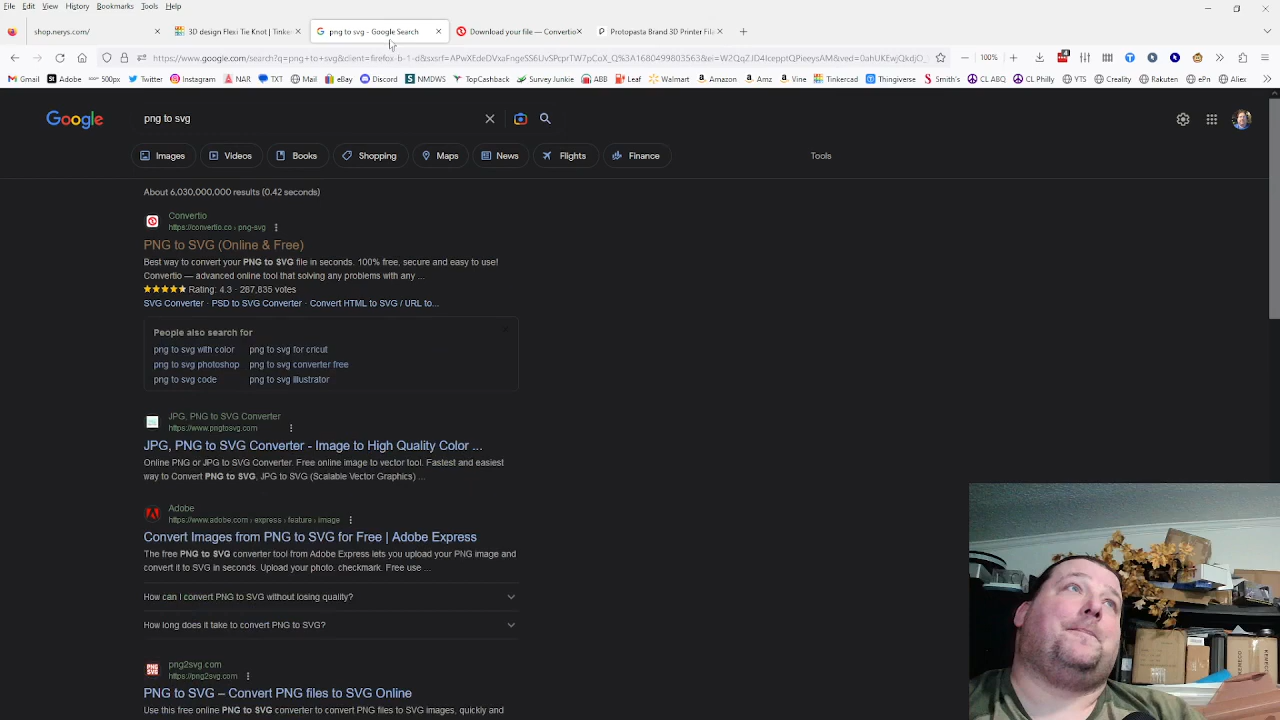 File Edit View History Bookmarks Tools Help
shop.nerys.com/ 3D design Flexi Tie Knot | Tinker png to svg - Google Search Download your file — Convertio Protopasta Brand 3D Printer Fila
100%
Gmail Adobe 500px Twitter Instagram NAR TXT Mail eBay Discord NMDWS TopCashback Survey Junkie ABB Leaf Walmart Amazon Amz Vine Tinkercad Thingiverse Smith's CL ABQ CL Philly YTS Creality Rakuten ePn Aliex
Google png to svg
Images Videos Books Shopping Maps News Flights Finance Tools
About 6,030,000,000 results (0.42 seconds)
Convertio
https://convertio.co › png-svg
PNG to SVG (Online & Free)
Best way to convert your PNG to SVG file in seconds. 100% free, secure and easy to use!
Convertio — advanced online tool that solving any problems with any ...
Rating: 4.3 · 267,835 votes
SVG Converter · PSD to SVG Converter · Convert HTML to SVG / URL to...
People also search for
png to svg with color png to svg for cricut
png to svg photoshop png to svg converter free
png to svg code png to svg illustrator
JPG, PNG to SVG Converter
https://www.pngtosvg.com
JPG, PNG to SVG Converter - Image to High Quality Color ...
Online PNG or JPG to SVG Converter. Free online image to vector tool. Fastest and easiest
way to Convert PNG to SVG, JPG to SVG (Scalable Vector Graphics) ...
Adobe
https://www.adobe.com › express › feature › image
Convert Images from PNG to SVG for Free | Adobe Express
The free PNG to SVG converter tool from Adobe Express lets you upload your PNG image and
convert it to SVG in seconds. Upload your photo. checkmark. Free use ...
How can I convert PNG to SVG without losing quality?
How long does it take to convert PNG to SVG?
png2svg.com
https://png2svg.com
PNG to SVG – Convert PNG files to SVG Online
Use this free online PNG to SVG converter to convert PNG files to SVG images, quickly and